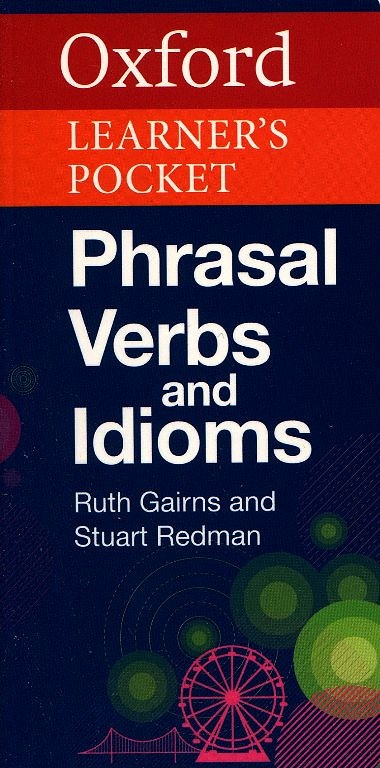 Oxford
LEARNER'S
POCKET
Phrasal
Verbs
and
Idioms
Ruth Gairns and
Stuart Redman